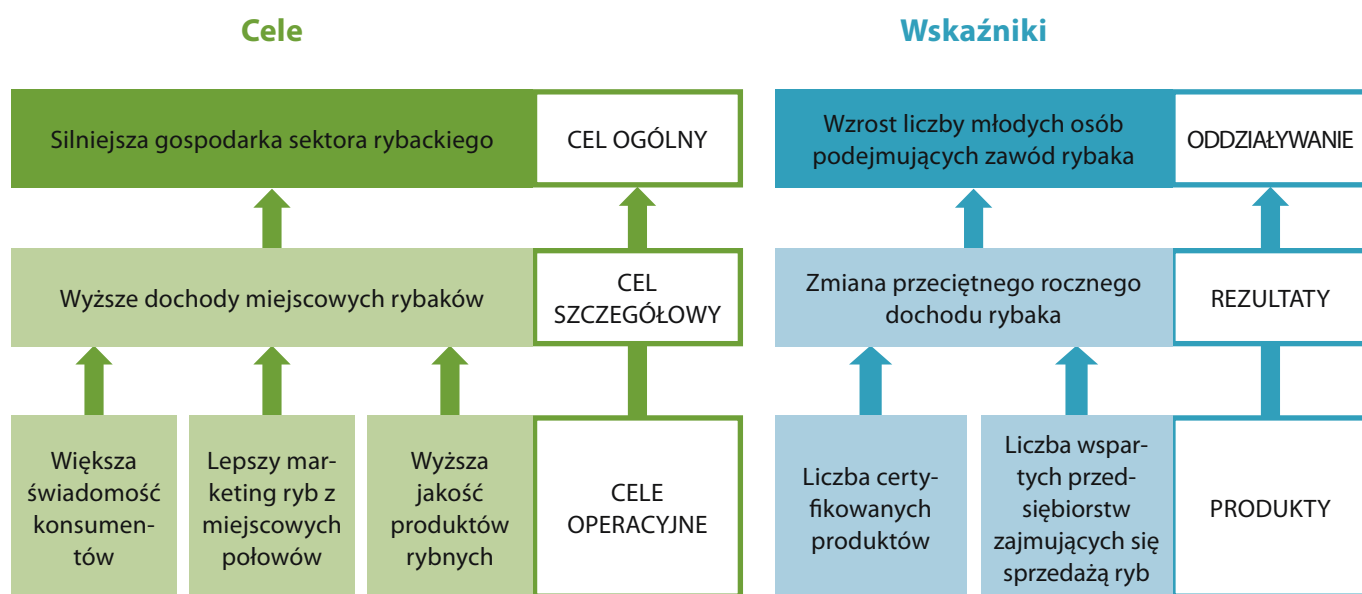 Cele
Silniejsza gospodarka sektora rybackiego
CEL OGÓLNY
Wyższe dochody miejscowych rybaków
CEL
SZCZEGÓŁOWY
Większa
świadomość
konsumen-
tów
Lepszy mar-
keting ryb z
miejscowych
połowów
Wyższa
jakość
produktów
rybnych
CELE
OPERACYJNE
Wskaźniki
Wzrost liczby młodych osób
podejmujących zawód rybaka
ODDZIAŁYWANIE
Zmiana przeciętnego rocznego
dochodu rybaka
REZULTATY
Liczba certy-
fikowanych
produktów
Liczba wspar-
tych przed-
siębiorstw
zajmujących się
sprzedażą ryb
PRODUKTY